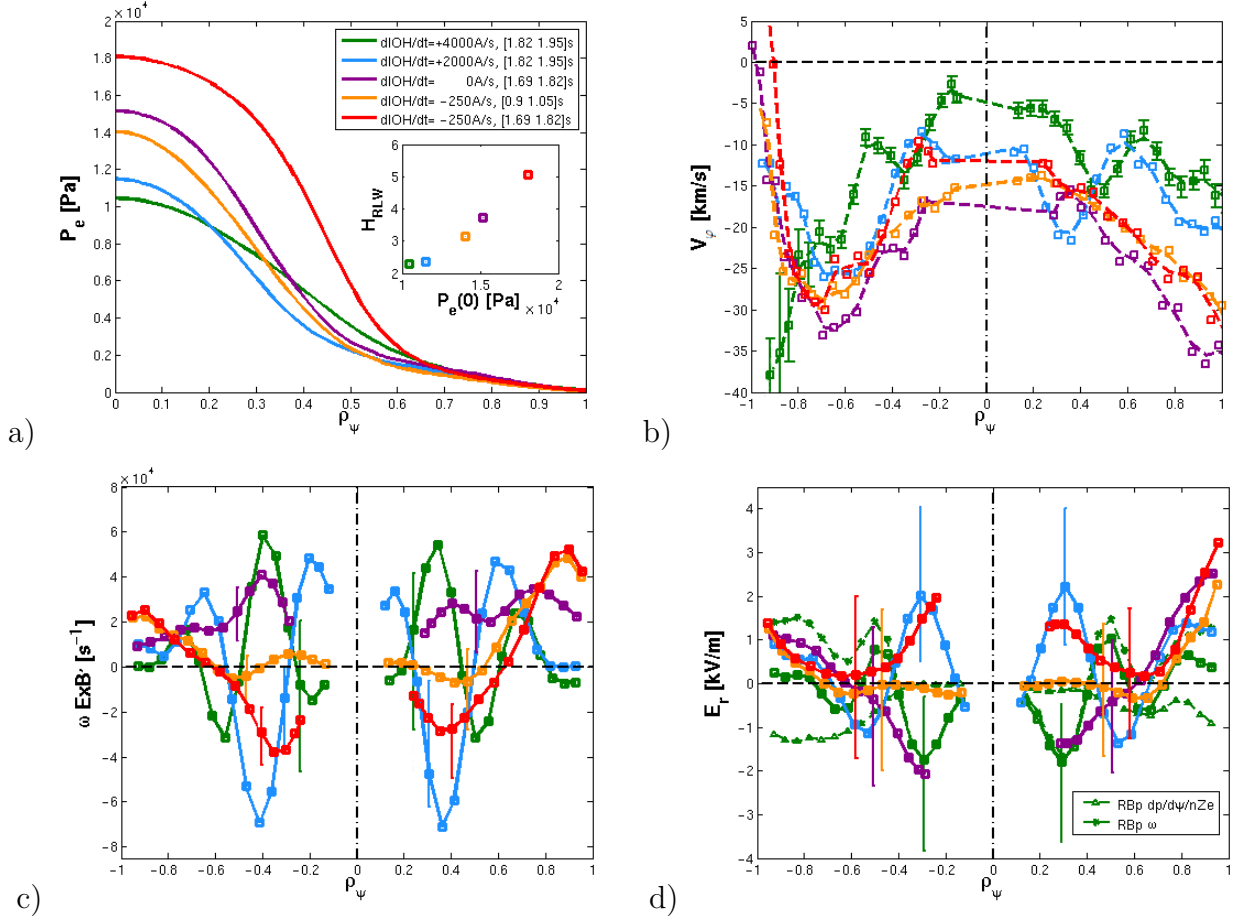 × 10⁴
2
1.8
1.6
1.4
1.2
1
0.8
0.6
0.4
0.2
0
P_e [Pa]
dIOH/dt=+4000A/s, [1.82 1.95]s
dIOH/dt=+2000A/s, [1.82 1.95]s
dIOH/dt= 0A/s, [1.69 1.82]s
dIOH/dt= −250A/s, [0.9 1.05]s
dIOH/dt= −250A/s, [1.69 1.82]s
6
5
4
3
2
H_RLW
1 1.5 2
P_e(0) [Pa] × 10⁴
0 0.1 0.2 0.3 0.4 0.5 0.6 0.7 0.8 0.9 1
ρ_ψ
a)
5
0
−5
−10
−15
−20
−25
−30
−35
−40
V_φ [km/s]
−1 −0.8 −0.6 −0.4 −0.2 0 0.2 0.4 0.6 0.8 1
ρ_ψ
b)
× 10⁴
8
6
4
2
0
−2
−4
−6
−8
ω ExB' [s⁻¹]
−1 −0.8 −0.6 −0.4 −0.2 0 0.2 0.4 0.6 0.8 1
ρ_ψ
c)
4
3
2
1
0
−1
−2
−3
−4
E_r [kV/m]
RBp dp/dψ/nZe
RBp ω
−1 −0.8 −0.6 −0.4 −0.2 0 0.2 0.4 0.6 0.8 1
ρ_ψ
d)